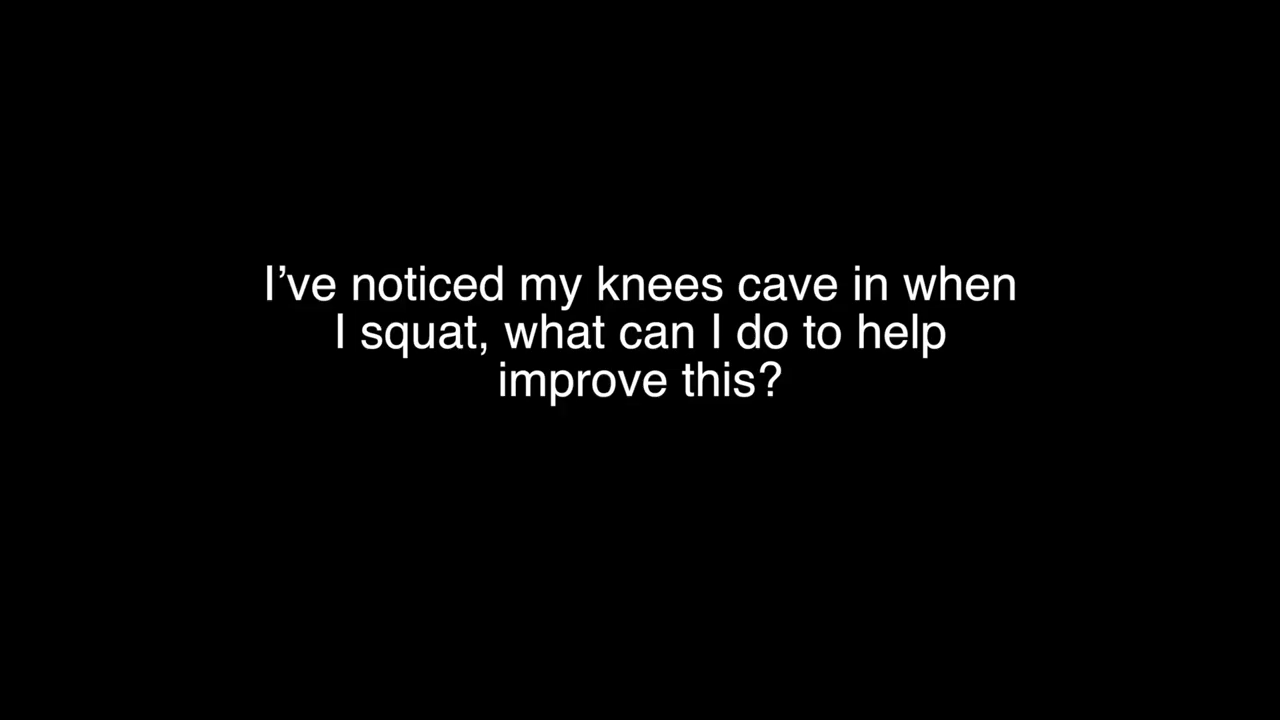 I’ve noticed my knees cave in when
I squat, what can I do to help
improve this?